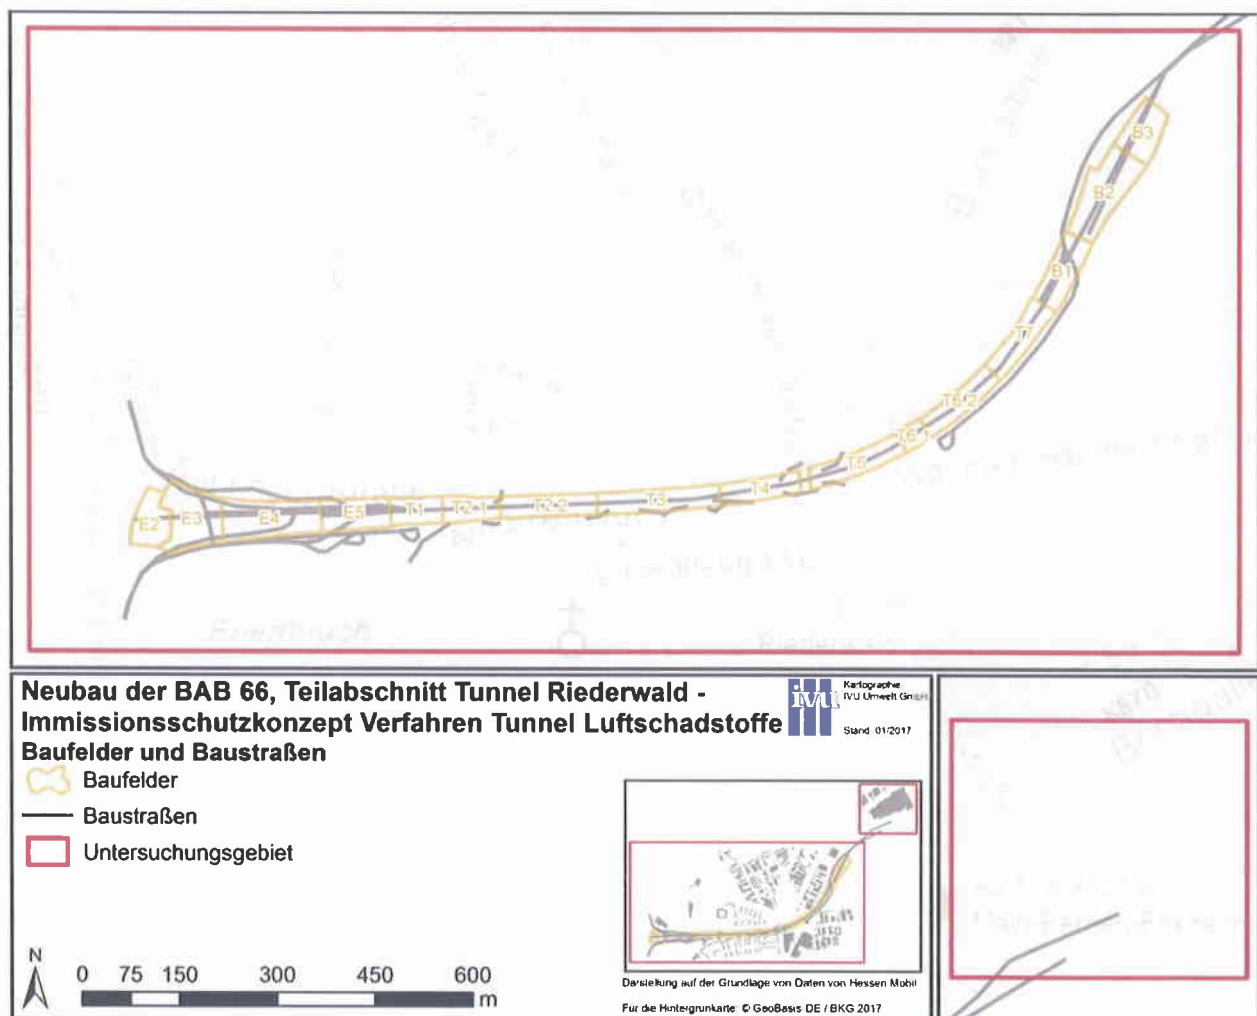 B3
B2
B1
T7
T6.2
T6.1
T5
T4
T3
T2.2
T2.1
T1
E5
E4
E3
E2
Riederwald
Neubau der BAB 66, Teilabschnitt Tunnel Riederwald -
Immissionsschutzkonzept Verfahren Tunnel Luftschadstoffe
Baufelder und Baustraßen
ivu
Kartographie
IVU Umwelt GmbH
Stand: 01/2017
Baufelder
Baustraßen
Untersuchungsgebiet
N
0 75 150 300 450 600
m
Darstellung auf der Grundlage von Daten von Hessen Mobil
Für die Hintergrunkarte: © GeoBasis-DE / BKG 2017